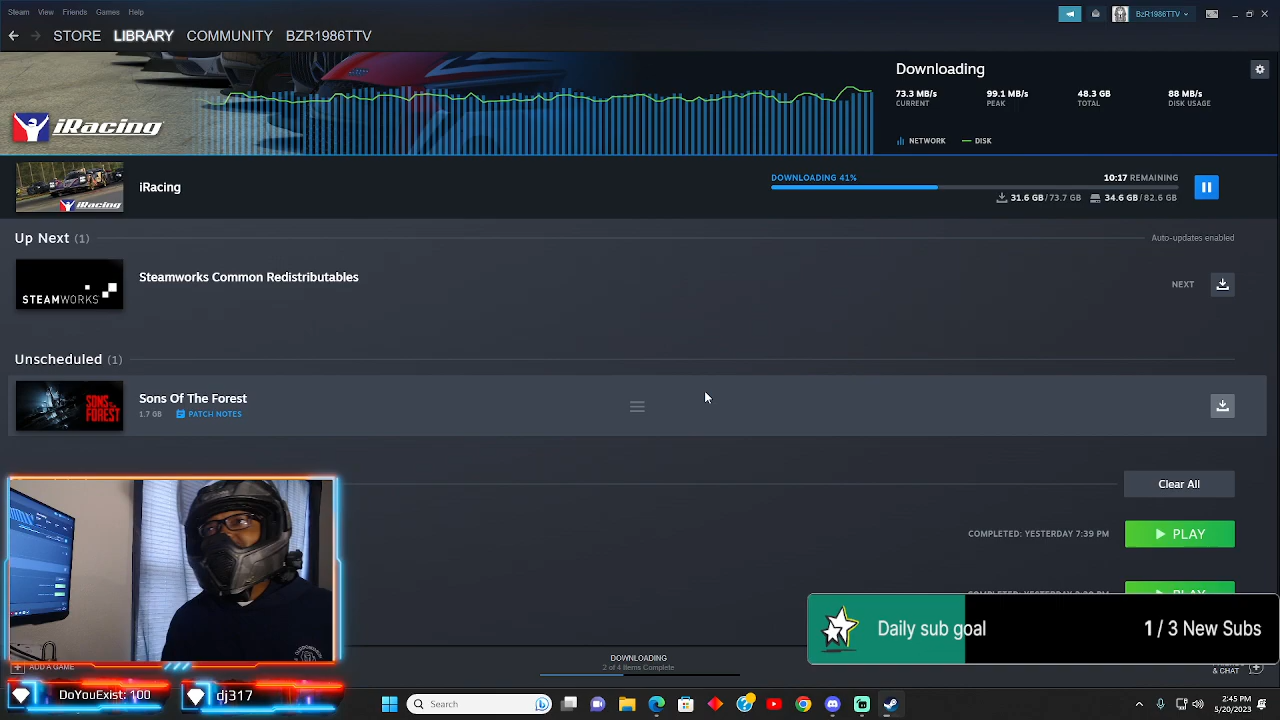 Steam View Friends Games Help
BZR1986TTV
STORE LIBRARY COMMUNITY BZR1986TTV
Downloading
73.3 MB/s 99.1 MB/s 48.3 GB 88 MB/s
CURRENT PEAK TOTAL DISK USAGE
iRacing
NETWORK DISK
iRacing
DOWNLOADING 41% 10:17 REMAINING
31.6 GB/73.7 GB 34.6 GB/82.6 GB
iRacing
Up Next (1)
Auto-updates enabled
Steamworks Common Redistributables
NEXT
STEAMWORKS
Unscheduled (1)
Sons Of The Forest
1.7 GB PATCH NOTES
SONS OF THE FOREST
Clear All
COMPLETED: YESTERDAY 7:39 PM
PLAY
PLAY
Daily sub goal 1 / 3 New Subs
ADD A GAME
DOWNLOADING
2 of 4 Items Complete
& CHAT
DoYouExist: 100 dj317
Search
2:45 PM
5/20/2023